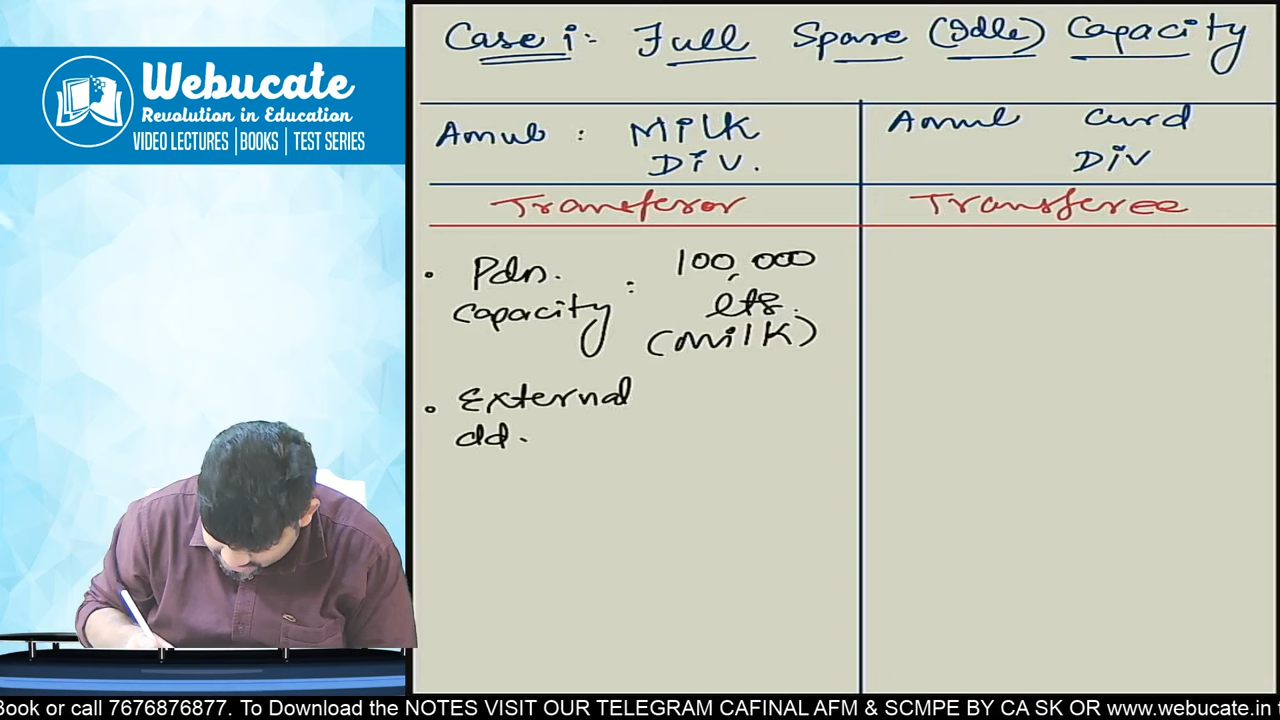 Webucate
Revolution in Education
VIDEO LECTURES | BOOKS | TEST SERIES
Case i:- Full Spare (Idle) Capacity
Amul : Milk
Div.
Amul Curd
Div
Transferor
Transferee
• Pdn. : 100,000
capacity lts.
(milk)
• External
dd.
Book or call 7676876877. To Download the NOTES VISIT OUR TELEGRAM CAFINAL AFM & SCMPE BY CA SK OR www.webucate.in